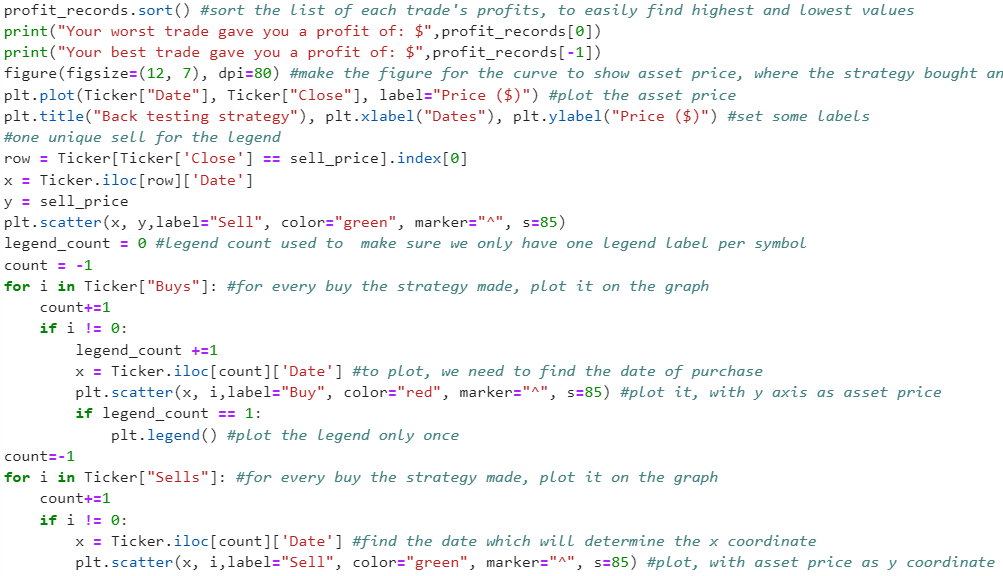 profit_records.sort() #sort the list of each trade's profits, to easily find highest and lowest values
print("Your worst trade gave you a profit of: $",profit_records[0])
print("Your best trade gave you a profit of: $",profit_records[-1])
figure(figsize=(12, 7), dpi=80) #make the figure for the curve to show asset price, where the strategy bought an
plt.plot(Ticker["Date"], Ticker["Close"], label="Price ($)") #plot the asset price
plt.title("Back testing strategy"), plt.xlabel("Dates"), plt.ylabel("Price ($)") #set some labels
#one unique sell for the legend
row = Ticker[Ticker['Close'] == sell_price].index[0]
x = Ticker.iloc[row]['Date']
y = sell_price
plt.scatter(x, y,label="Sell", color="green", marker="^", s=85)
legend_count = 0 #legend count used to  make sure we only have one legend label per symbol
count = -1
for i in Ticker["Buys"]: #for every buy the strategy made, plot it on the graph
    count+=1
    if i != 0:
        legend_count +=1
        x = Ticker.iloc[count]['Date'] #to plot, we need to find the date of purchase
        plt.scatter(x, i,label="Buy", color="red", marker="^", s=85) #plot it, with y axis as asset price
        if legend_count == 1:
            plt.legend() #plot the legend only once
count=-1
for i in Ticker["Sells"]: #for every buy the strategy made, plot it on the graph
    count+=1
    if i != 0:
        x = Ticker.iloc[count]['Date'] #find the date which will determine the x coordinate
        plt.scatter(x, i,label="Sell", color="green", marker="^", s=85) #plot, with asset price as y coordinate